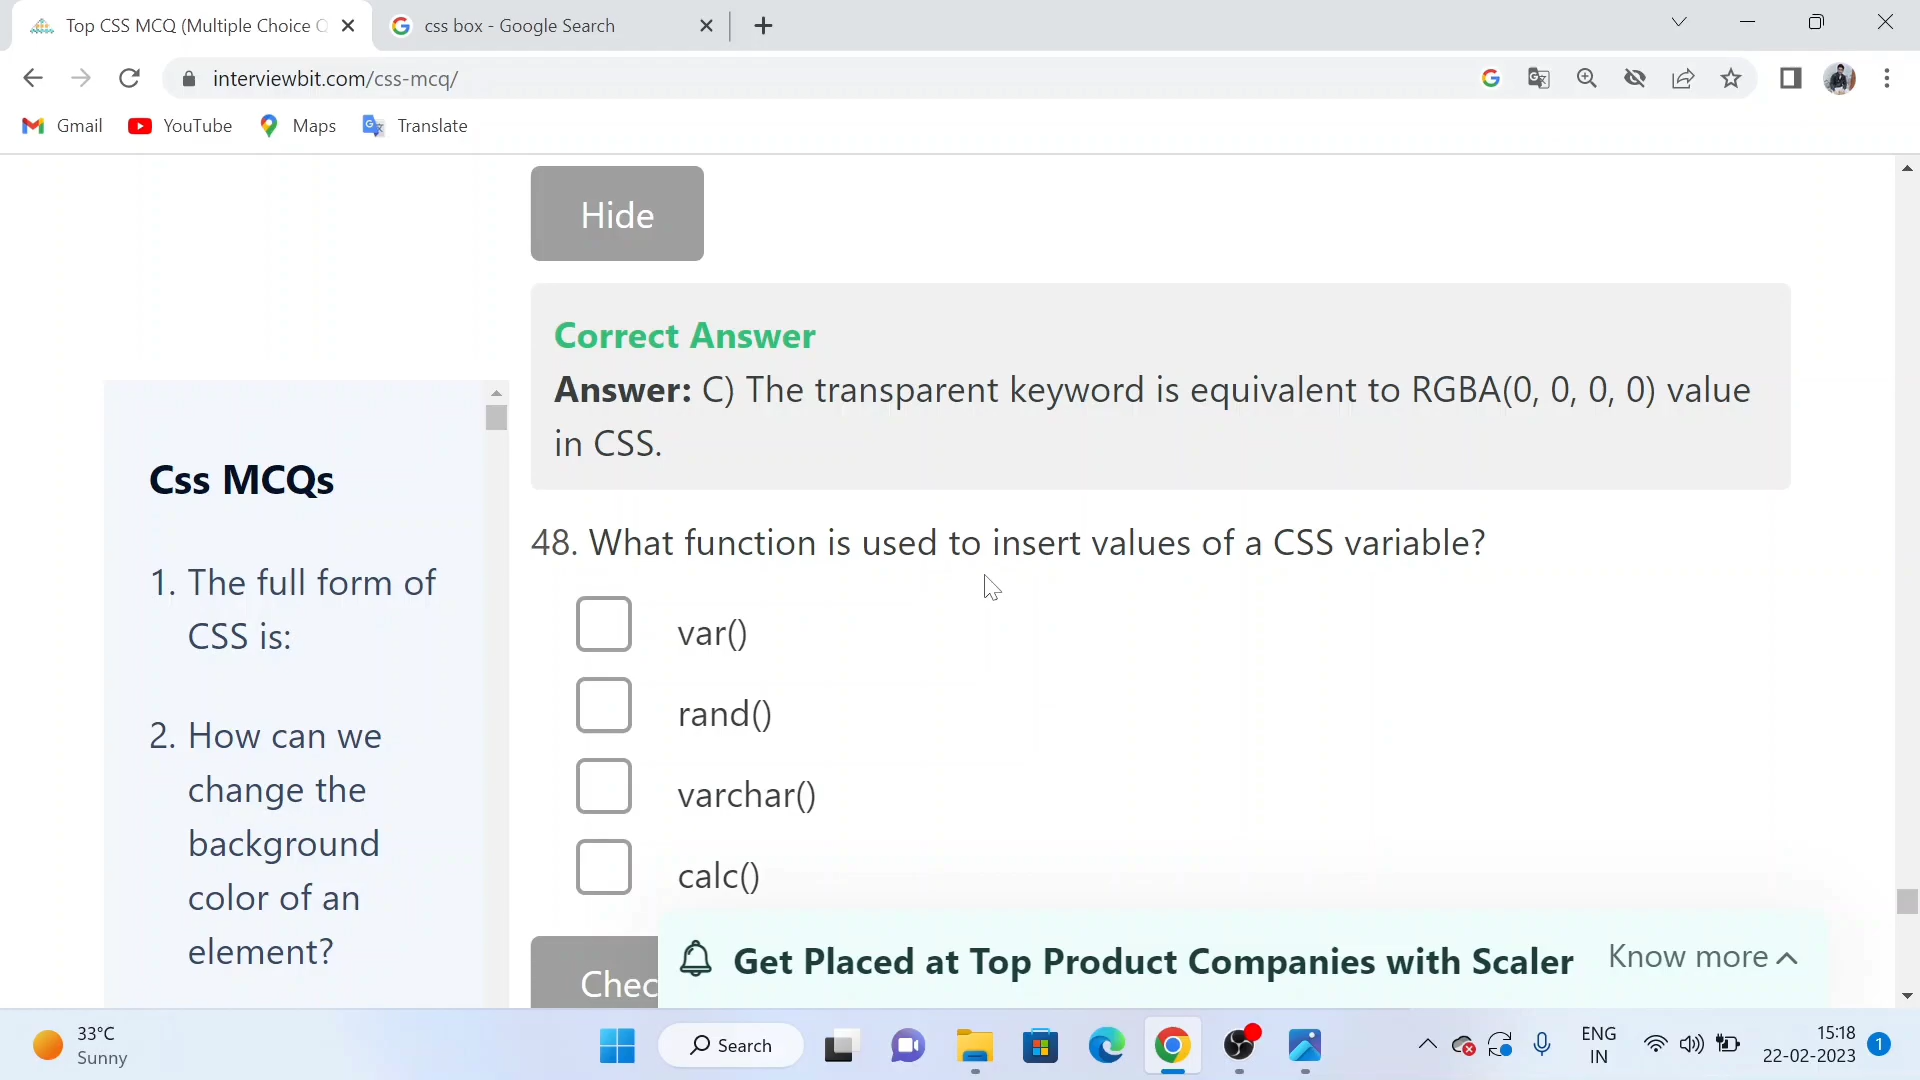 Top CSS MCQ (Multiple Choice Q
css box - Google Search
interviewbit.com/css-mcq/
Gmail
YouTube
Maps
Translate
Hide
Correct Answer
Answer: C) The transparent keyword is equivalent to RGBA(0, 0, 0, 0) value
in CSS.
Css MCQs
1. The full form of
CSS is:
2. How can we
change the
background
color of an
element?
48. What function is used to insert values of a CSS variable?
var()
rand()
varchar()
calc()
Chec
Get Placed at Top Product Companies with Scaler
Know more
33°C
Sunny
Search
ENG
IN
15:18
22-02-2023
1